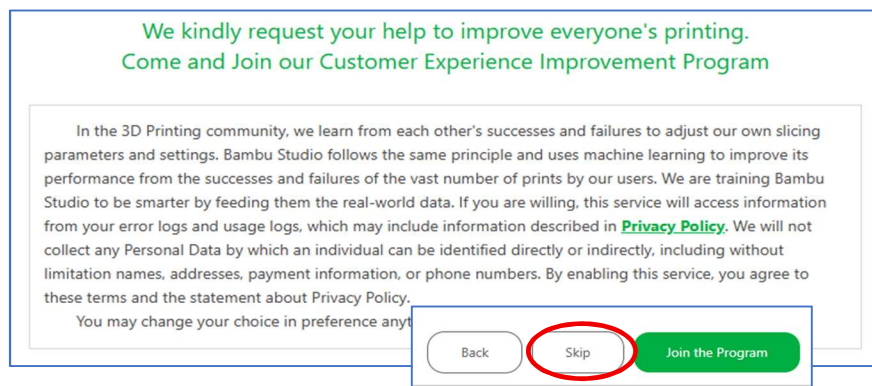 We kindly request your help to improve everyone's printing.
Come and Join our Customer Experience Improvement Program
In the 3D Printing community, we learn from each other's successes and failures to adjust our own slicing
parameters and settings. Bambu Studio follows the same principle and uses machine learning to improve its
performance from the successes and failures of the vast number of prints by our users. We are training Bambu
Studio to be smarter by feeding them the real-world data. If you are willing, this service will access information
from your error logs and usage logs, which may include information described in Privacy Policy. We will not
collect any Personal Data by which an individual can be identified directly or indirectly, including without
limitation names, addresses, payment information, or phone numbers. By enabling this service, you agree to
these terms and the statement about Privacy Policy.
You may change your choice in preference anyt
Back Skip Join the Program